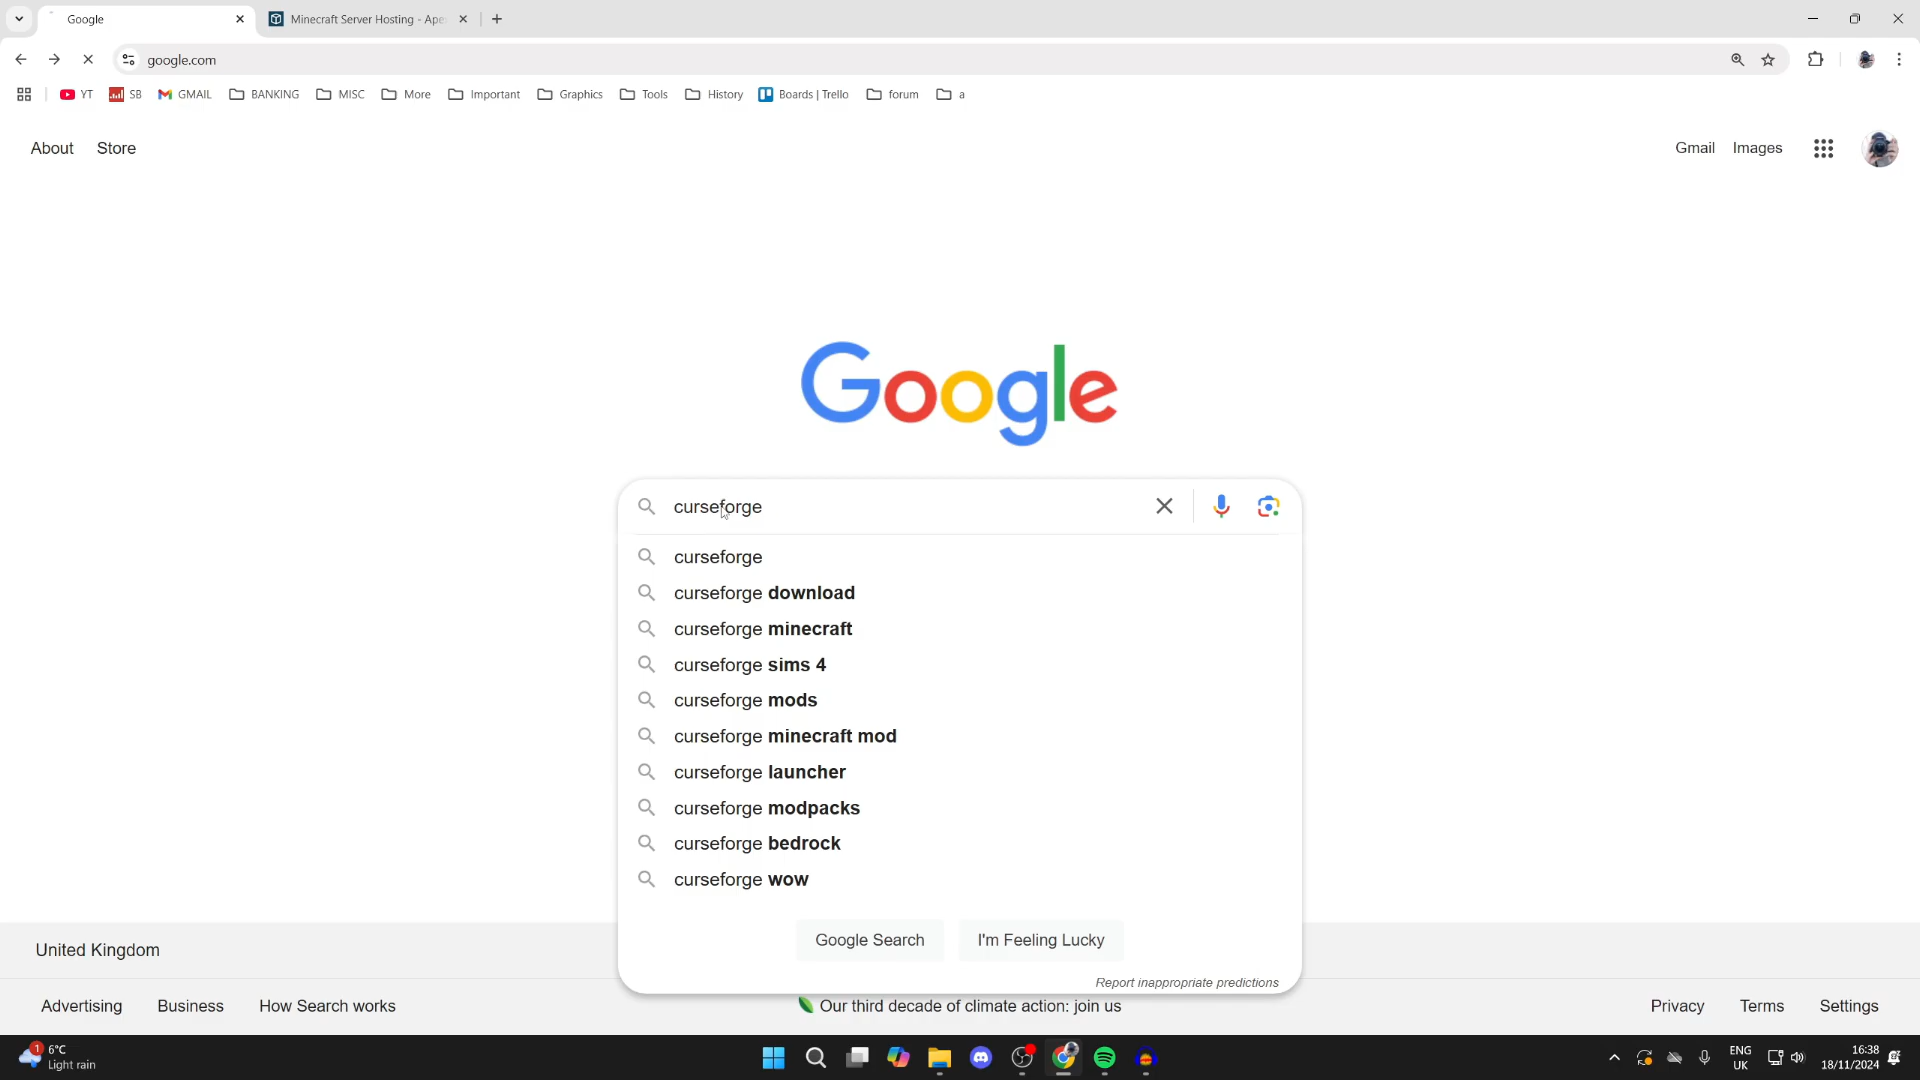 Google
Minecraft Server Hosting - Ape
google.com
YT
SB
GMAIL
BANKING
MISC
More
Important
Graphics
Tools
History
Boards | Trello
forum
a
About
Store
Gmail
Images
Google
curseforge
curseforge
curseforge download
curseforge minecraft
curseforge sims 4
curseforge mods
curseforge minecraft mod
curseforge launcher
curseforge modpacks
curseforge bedrock
curseforge wow
Google Search
I'm Feeling Lucky
Report inappropriate predictions
United Kingdom
Advertising
Business
How Search works
Our third decade of climate action: join us
Privacy
Terms
Settings
1
6°C
Light rain
ENG
UK
16:38
18/11/2024